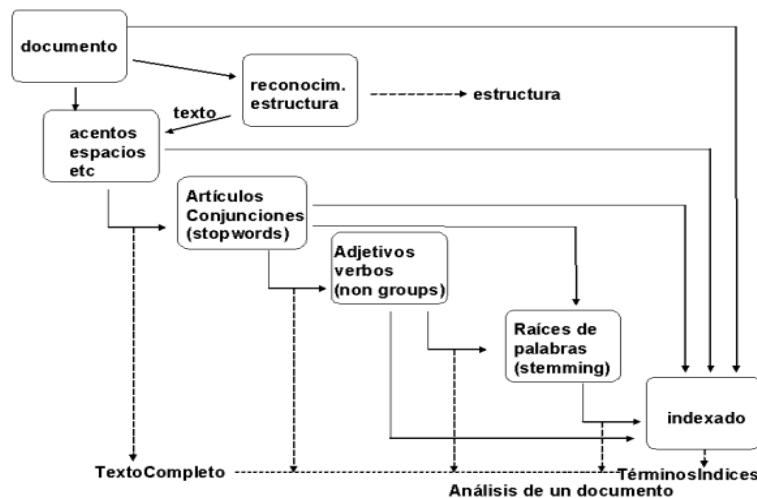 documento
reconocim.
estructura
estructura
texto
acentos
espacios
etc
Artículos
Conjunciones
(stopwords)
Adjetivos
verbos
(non groups)
Raíces de
palabras
(stemming)
indexado
TextoCompleto
TérminosIndices
Análisis de un documento